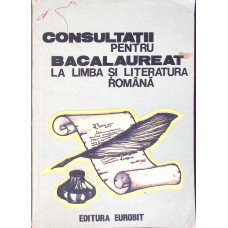 CONSULTAȚII
PENTRU
BACALAUREAT
LA LIMBA ȘI LITERATURA
ROMÂNĂ
EDITURA EUROBIT